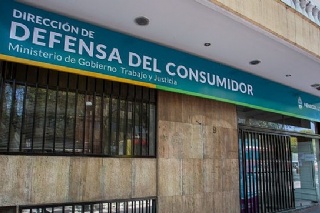 DIRECCIÓN DE
DEFENSA DEL CONSUMIDOR
Ministerio de Gobierno Trabajo y Justicia